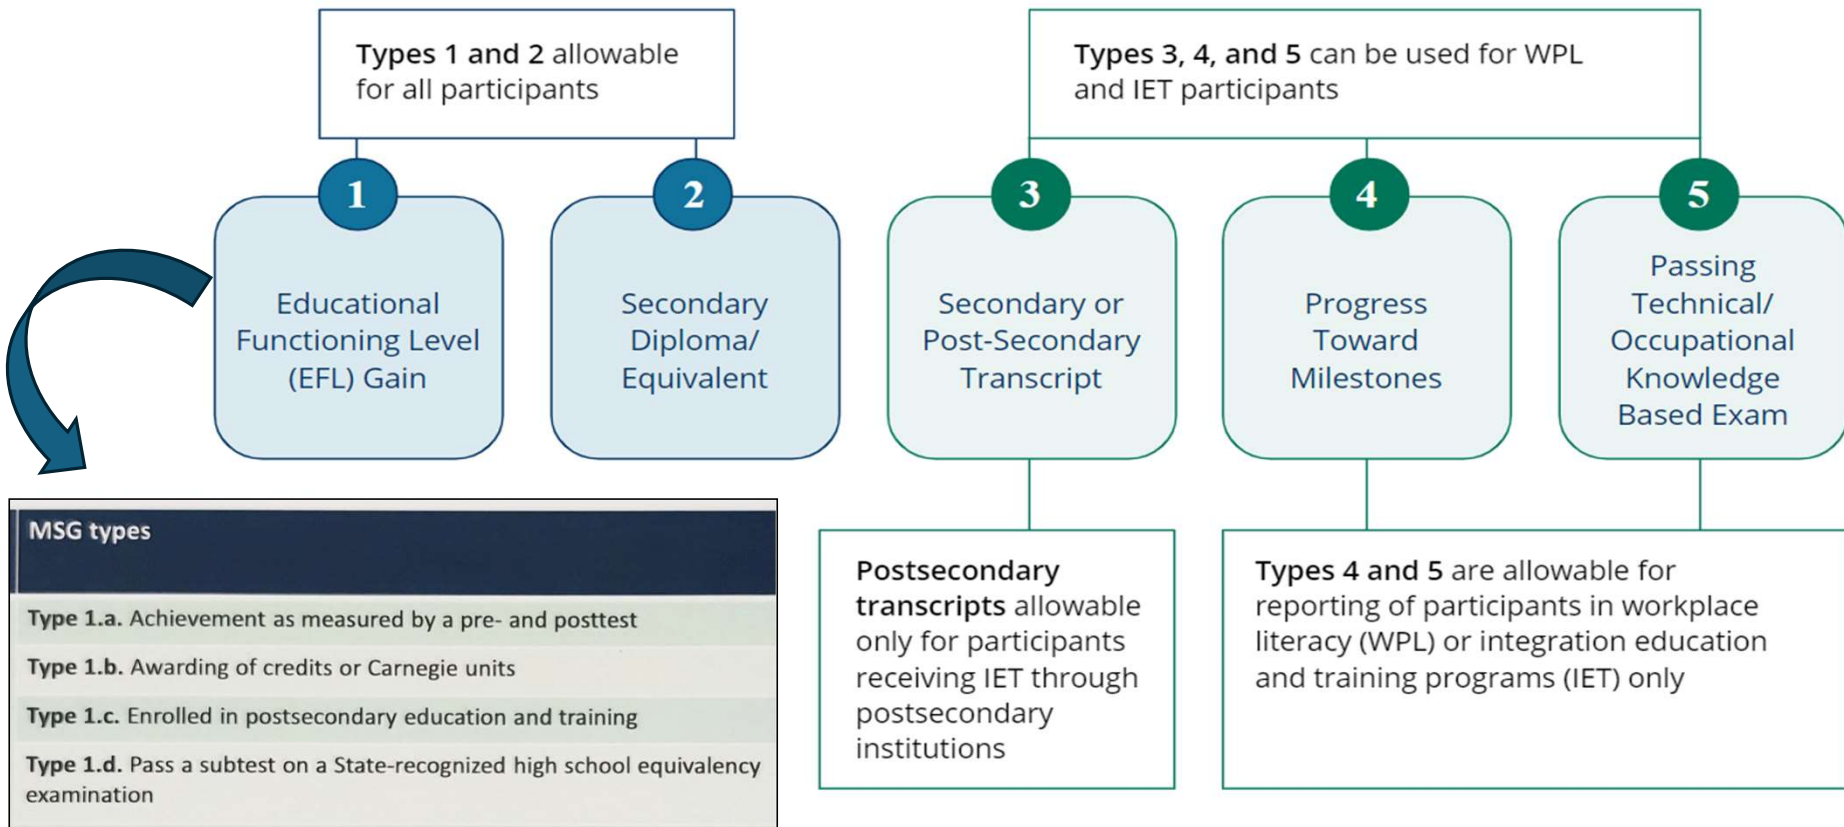 Types 1 and 2 allowable
for all participants
Types 3, 4, and 5 can be used for WPL
and IET participants
1
2
3
4
5
Educational
Functioning Level
(EFL) Gain
Secondary
Diploma/
Equivalent
Secondary or
Post-Secondary
Transcript
Progress
Toward
Milestones
Passing
Technical/
Occupational
Knowledge
Based Exam
MSG types
Type 1.a. Achievement as measured by a pre- and posttest
Type 1.b. Awarding of credits or Carnegie units
Type 1.c. Enrolled in postsecondary education and training
Type 1.d. Pass a subtest on a State-recognized high school equivalency
examination
Postsecondary
transcripts allowable
only for participants
receiving IET through
postsecondary
institutions
Types 4 and 5 are allowable for
reporting of participants in workplace
literacy (WPL) or integration education
and training programs (IET) only